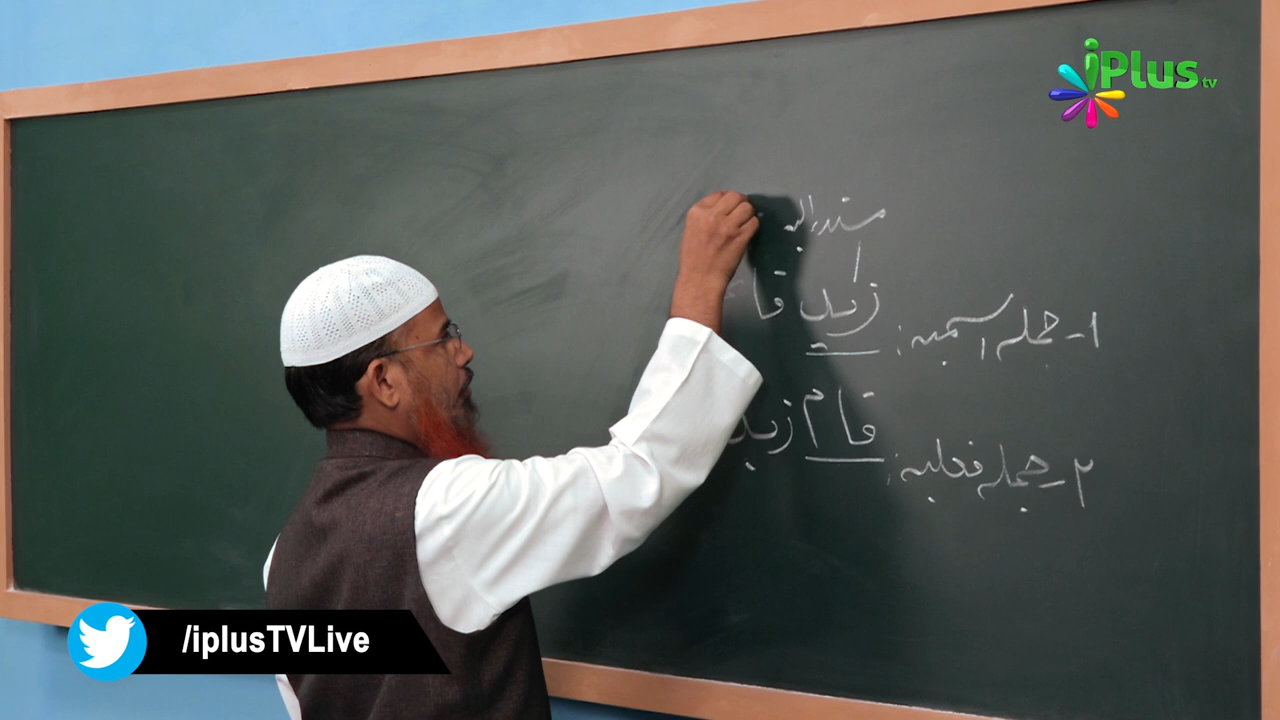 iPlus tv
مسند الیہ
۱- جملہ اسمیہ: زید قا
۲- جملہ فعلیہ: قام زید
/iplusTVLive